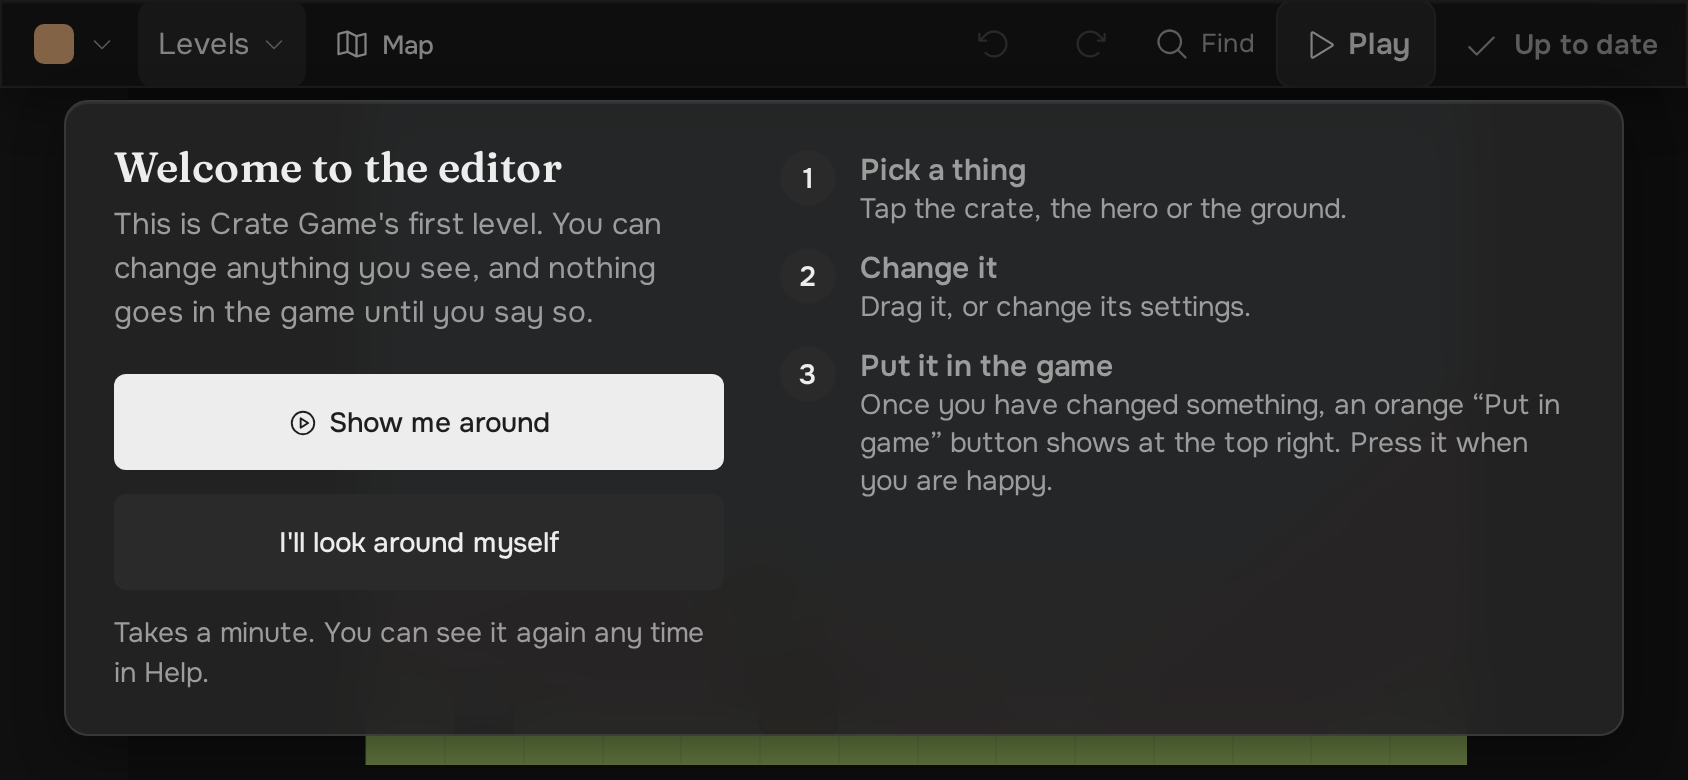 Levels
Map
Find
Play
Up to date
Welcome to the editor
This is Crate Game's first level. You can
change anything you see, and nothing
goes in the game until you say so.
Show me around
I'll look around myself
Takes a minute. You can see it again any time
in Help.
1
Pick a thing
Tap the crate, the hero or the ground.
2
Change it
Drag it, or change its settings.
3
Put it in the game
Once you have changed something, an orange “Put in
game” button shows at the top right. Press it when
you are happy.